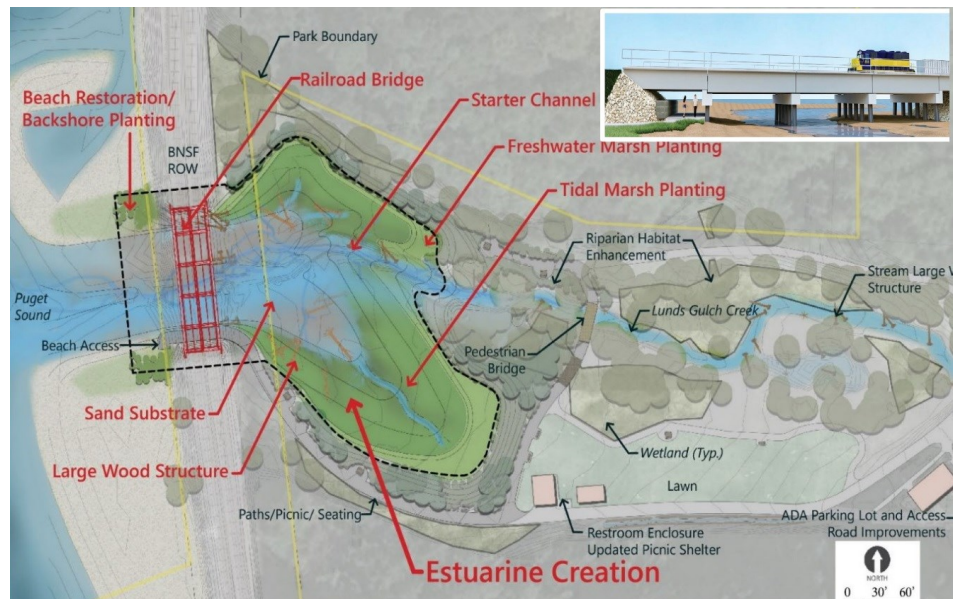 Park Boundary
Railroad Bridge
Beach Restoration/
Backshore Planting
Starter Channel
BNSF
ROW
Freshwater Marsh Planting
Tidal Marsh Planting
Riparian Habitat
Enhancement
Stream Large W
Structure
Puget
Sound
Lunds Gulch Creek
Beach Access
Pedestrian
Bridge
Sand Substrate
Wetland (Typ.)
Large Wood Structure
Lawn
Paths/Picnic/ Seating
Restroom Enclosure
Updated Picnic Shelter
ADA Parking Lot and Access
Road Improvements
Estuarine Creation
NORTH
0 30' 60'